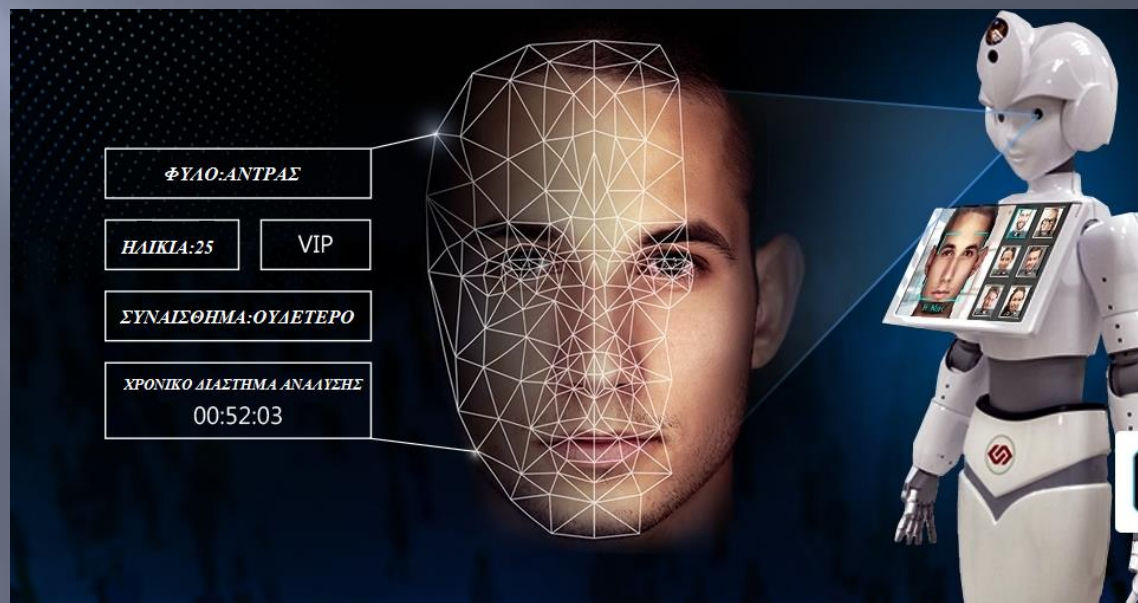 ΦΥΛΟ:ΑΝΤΡΑΣ
ΗΛΙΚΙΑ:25
VIP
ΣΥΝΑΙΣΘΗΜΑ:ΟΥΔΕΤΕΡΟ
ΧΡΟΝΙΚΟ ΔΙΑΣΤΗΜΑ ΑΝΑΛΥΣΗΣ
00:52:03